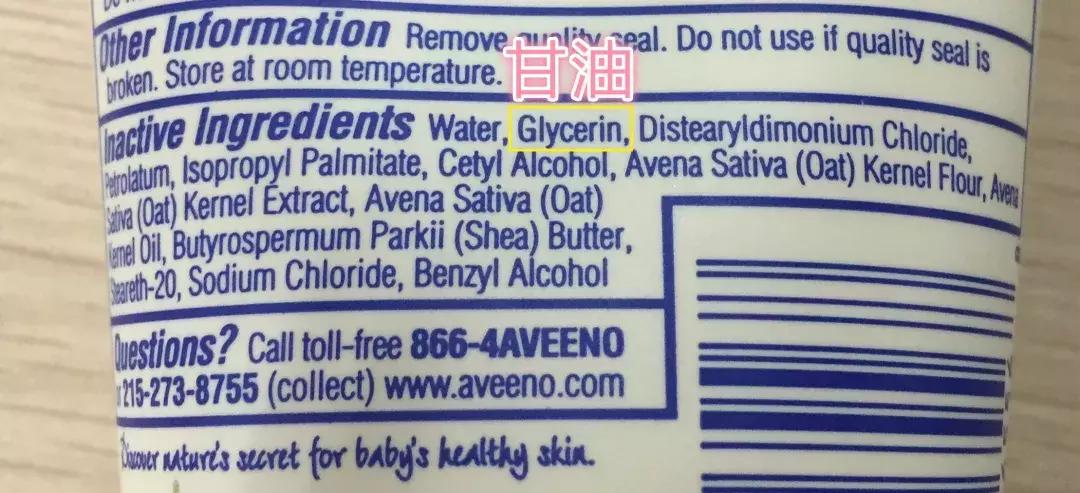 Other Information Remove quality seal. Do not use if quality seal is
broken. Store at room temperature.
甘油
Inactive Ingredients Water, Glycerin, Distearyldimonium Chloride,
Petrolatum, Isopropyl Palmitate, Cetyl Alcohol, Avena Sativa (Oat) Kernel Flour, Avena
Sativa (Oat) Kernel Extract, Avena Sativa (Oat)
Kernel Oil, Butyrospermum Parkii (Shea) Butter,
Steareth-20, Sodium Chloride, Benzyl Alcohol
Questions? Call toll-free 866-4AVEENO
or 215-273-8755 (collect) www.aveeno.com
Discover nature's secret for baby's healthy skin.